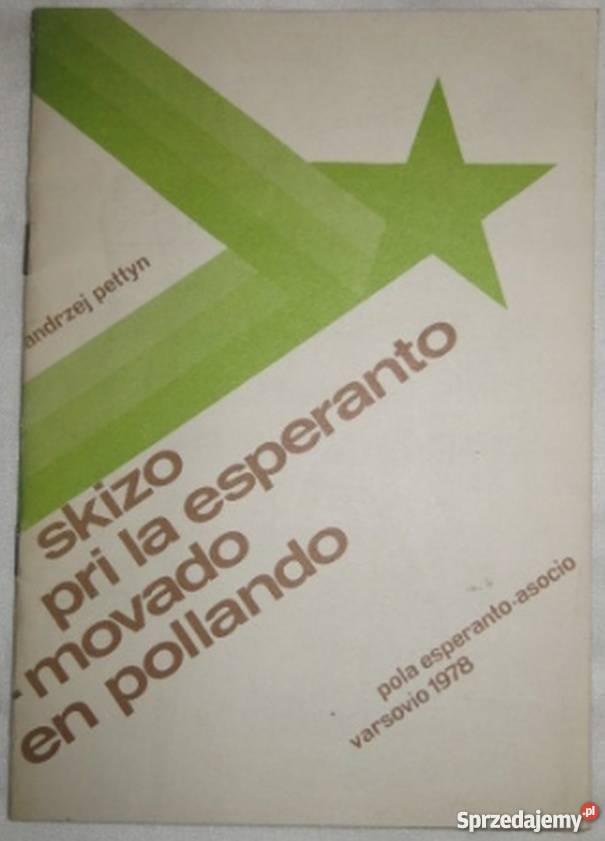 andrzej pettyn
skizo
pri la esperanto
-movado
en pollando
pola esperanto-asocio
varsovio 1978
Sprzedajemy.pl